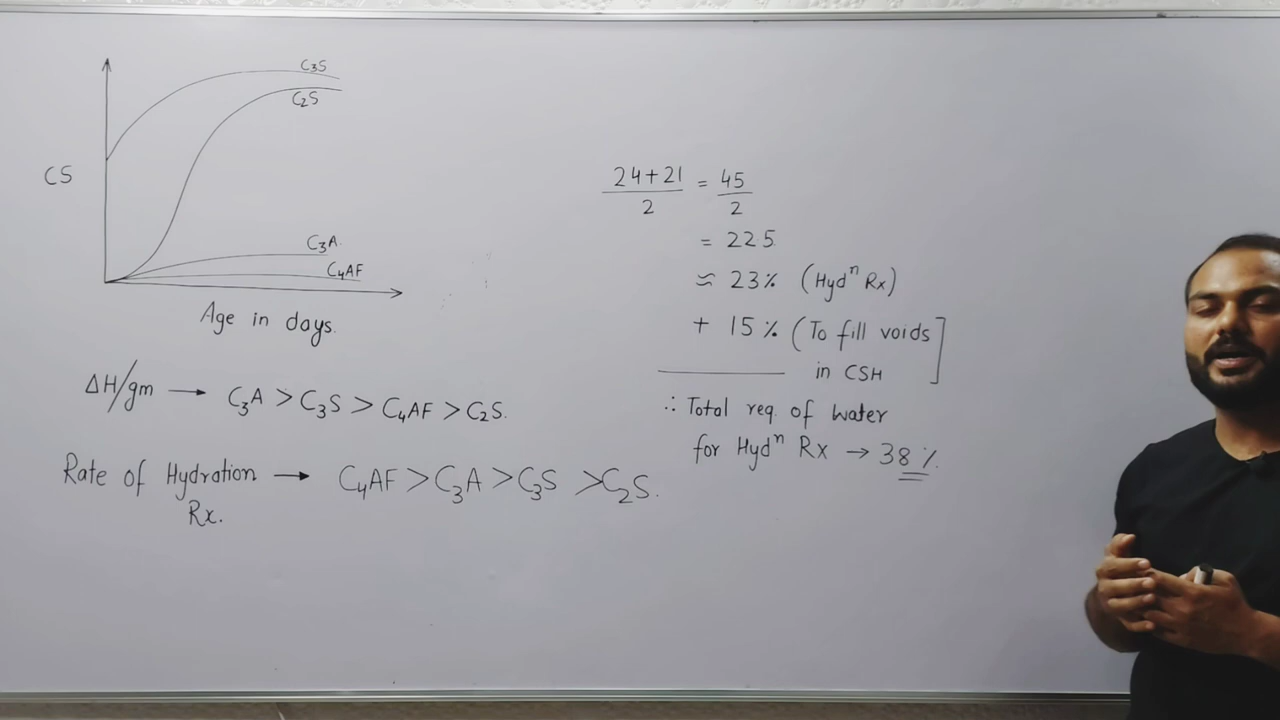 C₃S
C₂S
CS
C₃A.
C₄AF
Age in days.
ΔH/gm → C₃A > C₃S > C₄AF > C₂S.
Rate of Hydration → C₄AF > C₃A > C₃S > C₂S.
Rx.
24+21 = 45
2 2
= 22 5
≈ 23% (Hydⁿ Rx)
+ 15% (To fill voids]
in CSH
∴ Total req. of water
for Hydⁿ Rx → 38%.